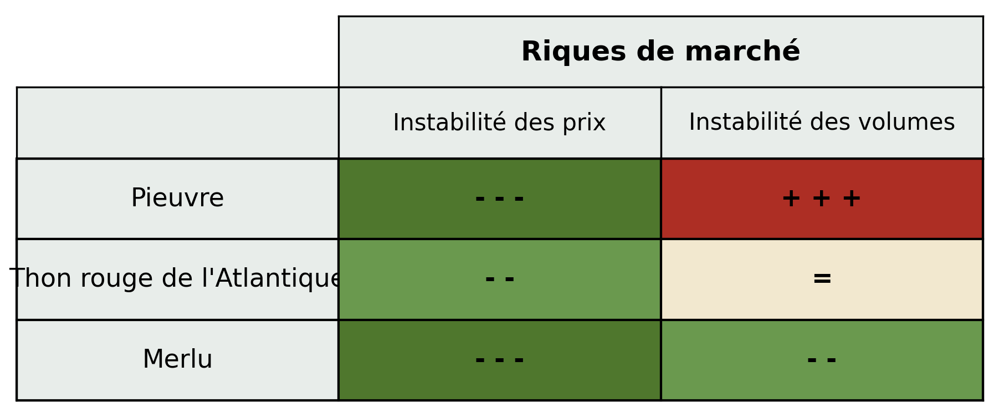 Riques de marché
Instabilité des prix Instabilité des volumes
Pieuvre - - - + + +
Thon rouge de l'Atlantique - - =
Merlu - - - - -